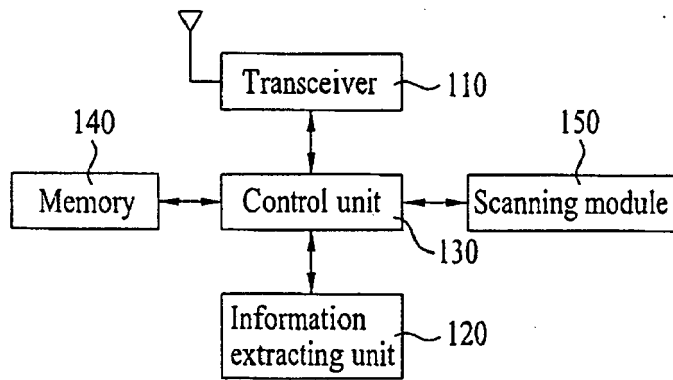 Transceiver
110
140
150
Memory
Control unit
Scanning module
130
Information
extracting unit
120